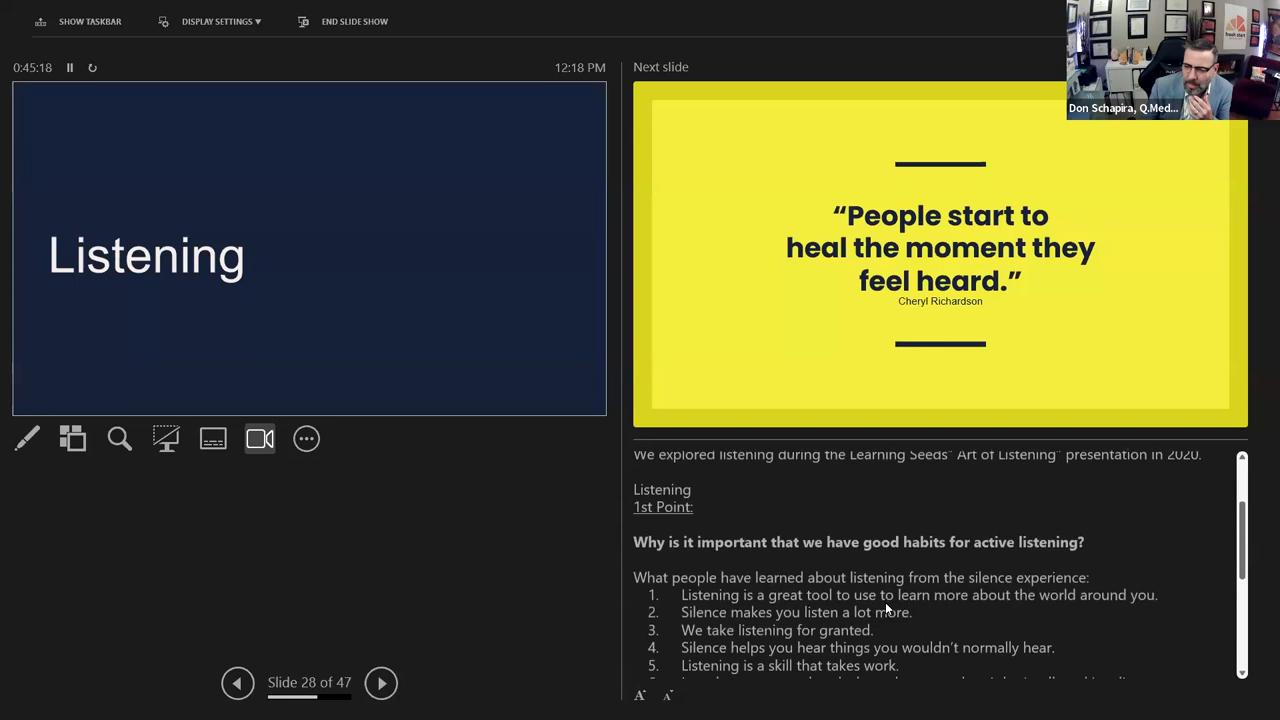 SHOW TASKBAR
DISPLAY SETTINGS ▼
END SLIDE SHOW
0:45:18
12:18 PM
Listening
Slide 28 of 47
Next slide
fresh start
Don Schapira, Q.Med...
“People start to
heal the moment they
feel heard.”
Cheryl Richardson
We explored listening during the Learning Seeds” Art of Listening” presentation in 2020.
Listening
1st Point:
Why is it important that we have good habits for active listening?
What people have learned about listening from the silence experience:
1. Listening is a great tool to use to learn more about the world around you.
2. Silence makes you listen a lot more.
3. We take listening for granted.
4. Silence helps you hear things you wouldn’t normally hear.
5. Listening is a skill that takes work.
A
A